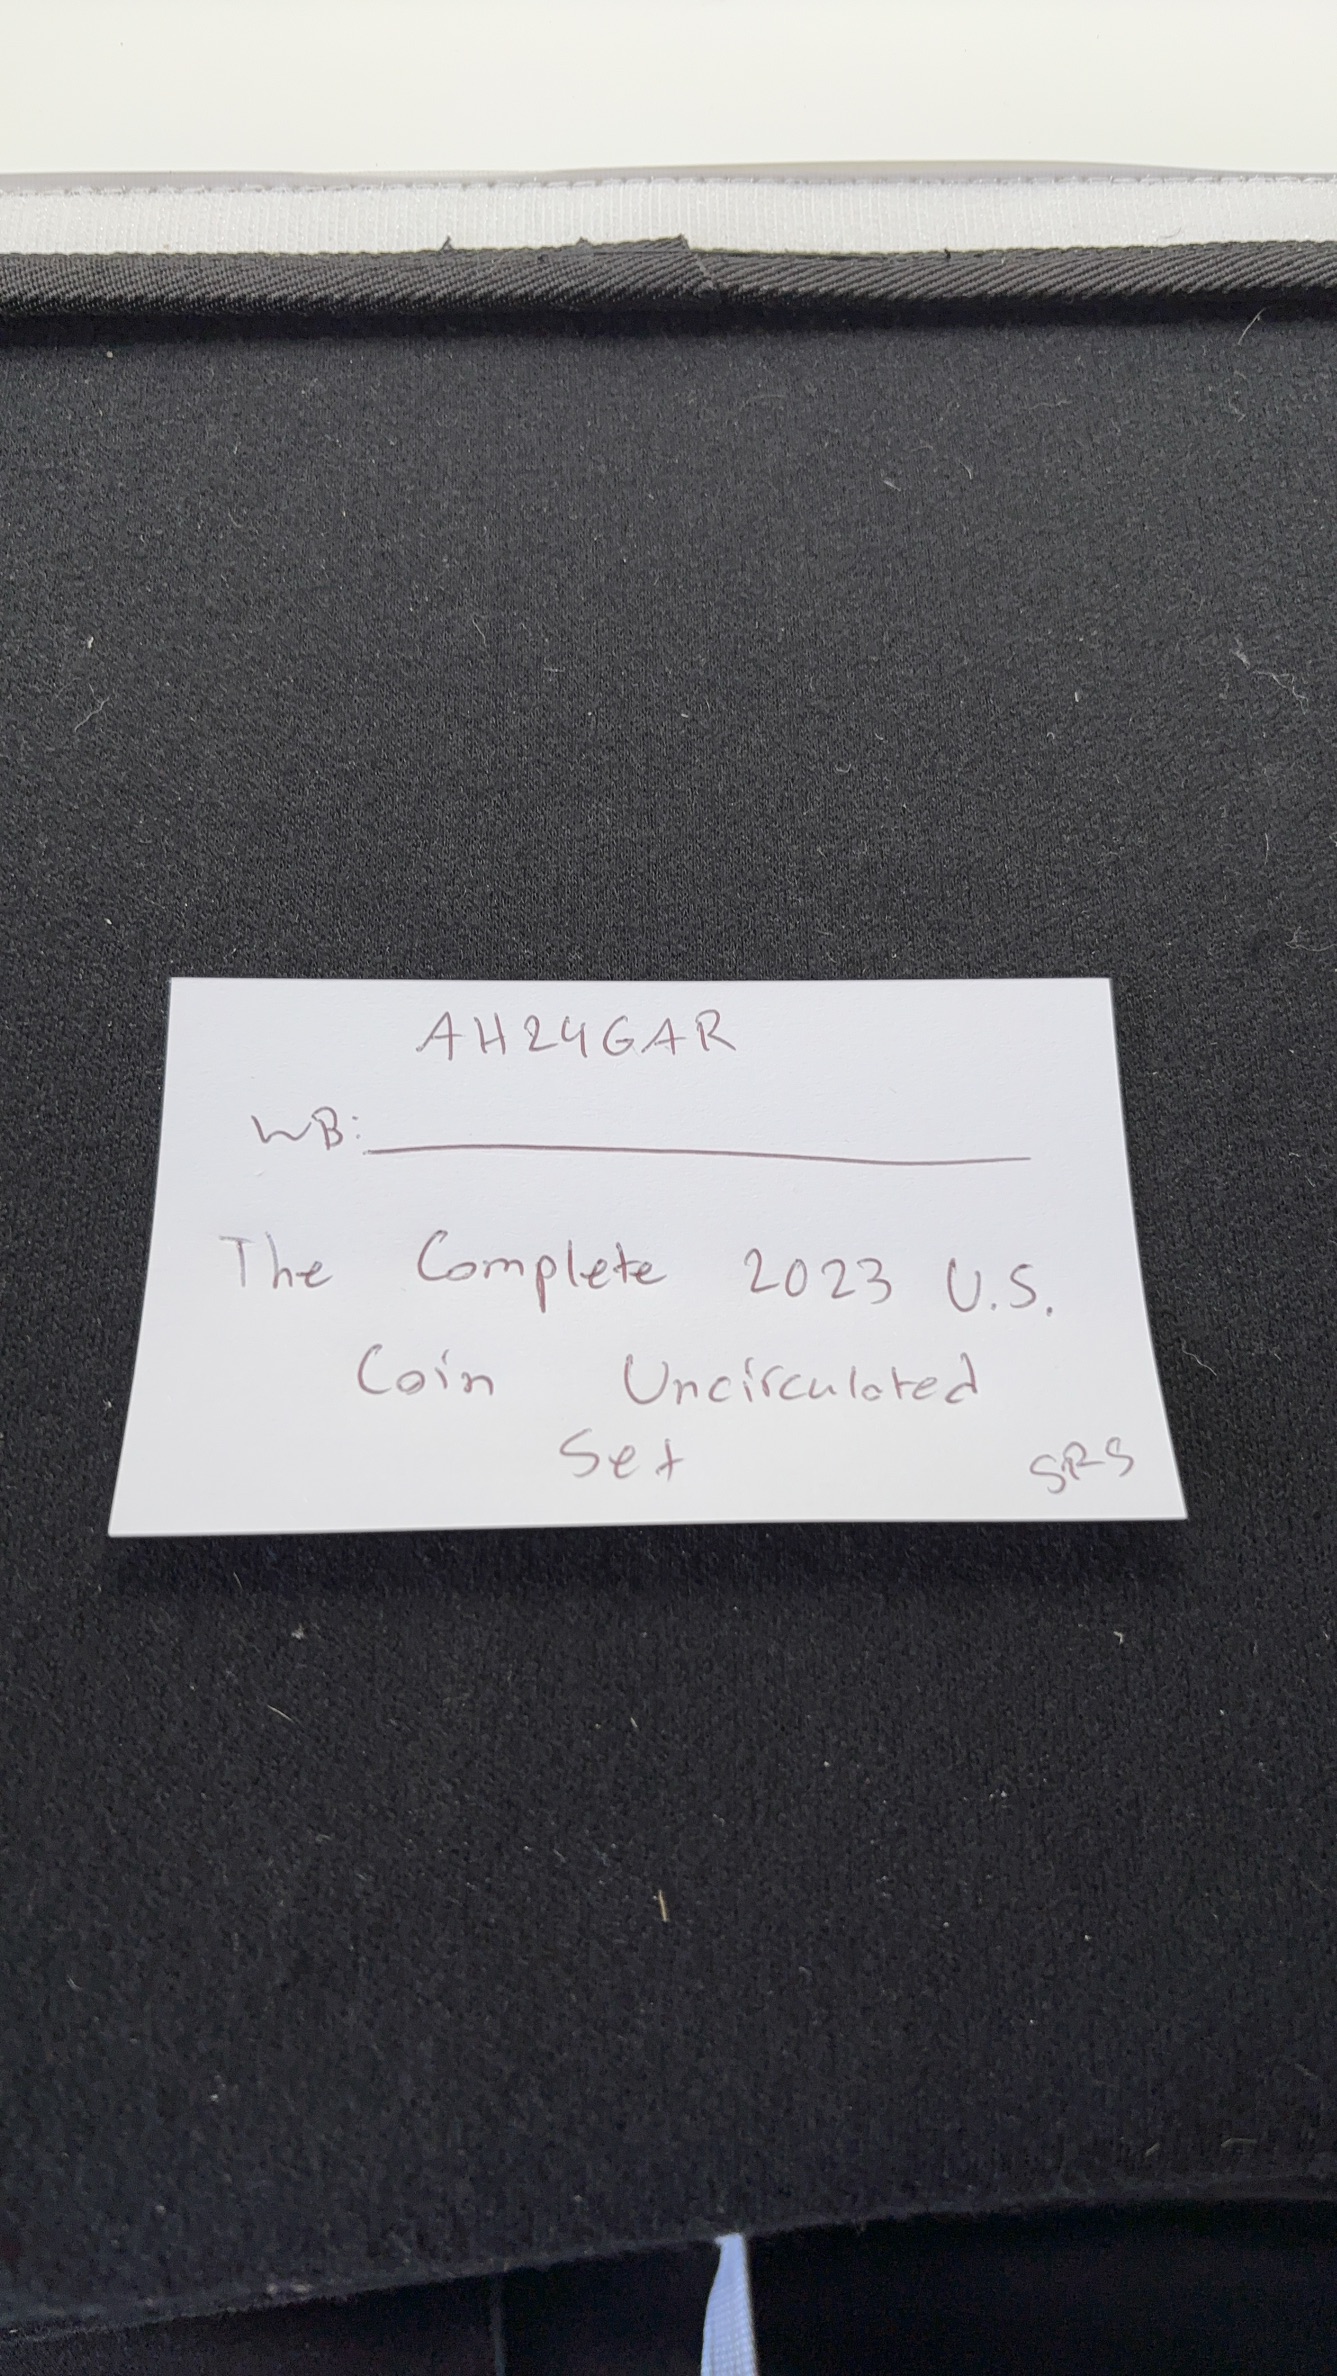 AH24GAR
WB:
The Complete 2023 U.S.
Coin Uncirculated
Set
SRS